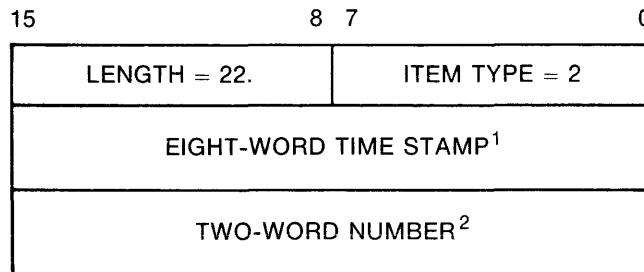 15 8 7 0
LENGTH = 22. ITEM TYPE = 2
EIGHT-WORD TIME STAMP¹
TWO-WORD NUMBER²